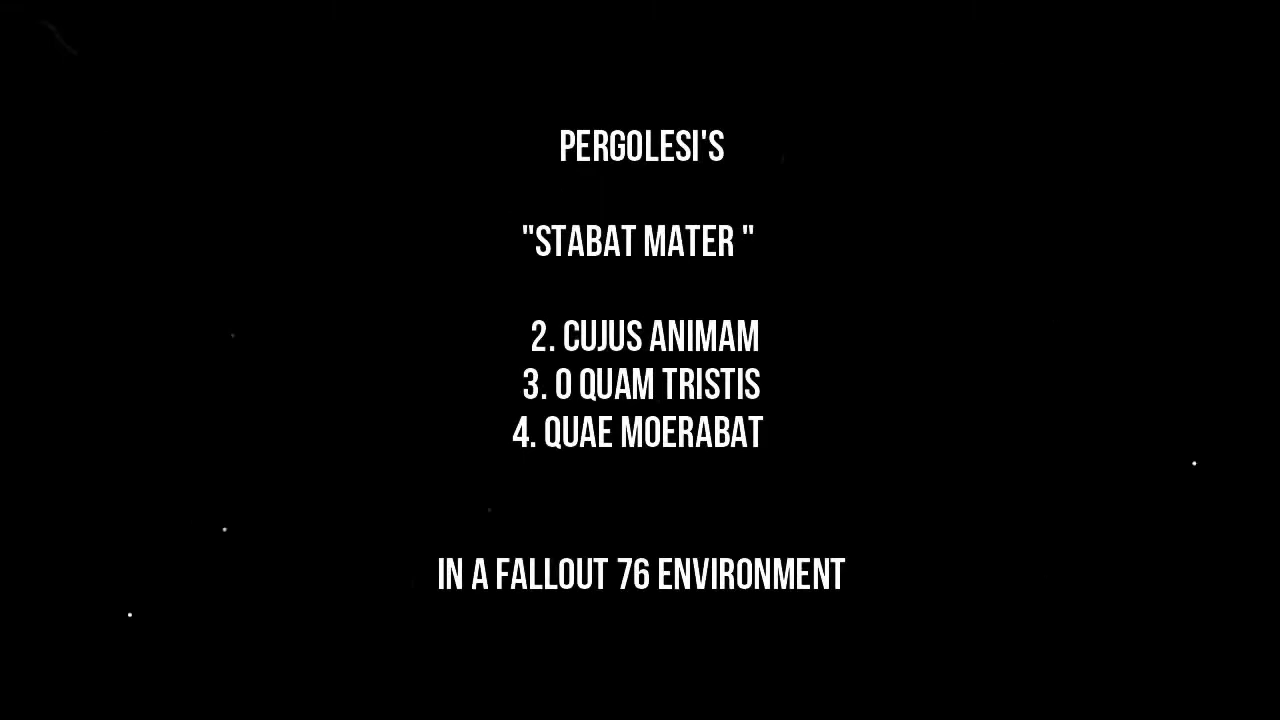 PERGOLESI'S
"STABAT MATER "
2. CUJUS ANIMAM
3. O QUAM TRISTIS
4. QUAE MOERABAT
IN A FALLOUT 76 ENVIRONMENT